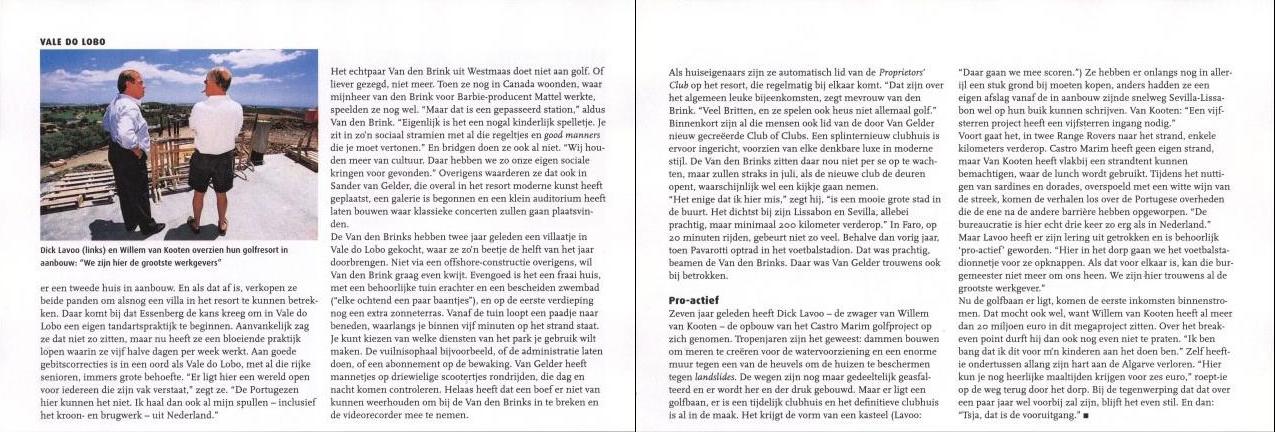 VALE DO LOBO
Dick Lavoo (links) en Willem van Kooten overzien hun golfresort in
aanbouw: "We zijn hier de grootste werkgevers"
er een tweede huis in aanbouw. En als dat af is, verkopen ze
beide panden om alsnog een villa in het resort te kunnen betrek-
ken. Daar komt bij dat Essenberg de kans kreeg om in Vale do
Lobo een eigen tandartspraktijk te beginnen. Aanvankelijk zag
ze dat niet zo zitten, maar nu heeft ze een bloeiende praktijk
lopen waarin ze vijf halve dagen per week werkt. Aan goede
gebitscorrecties is in een oord als Vale do Lobo, met al die rijke
senioren, immers grote behoefte. "Er ligt hier een wereld open
voor iedereen die zijn vak verstaat," zegt ze. "De Portugezen
hier kunnen het niet. Ik haal dan ook al mijn spullen – inclusief
het kroon- en brugwerk – uit Nederland."
Het echtpaar Van den Brink uit Westmaas doet niet aan golf. Of
liever gezegd, niet meer. Toen ze nog in Canada woonden, waar
mijnheer van den Brink voor Barbie-producent Mattel werkte,
speelden ze nog wel. "Maar dat is een gepasseerd station," aldus
Van den Brink. "Eigenlijk is het een nogal kinderlijk spelletje. Je
zit in zo'n sociaal stramien met al die regeltjes en good manners
die je moet vertonen." En bridgen doen ze ook al niet. "Wij hou-
den meer van cultuur. Daar hebben we zo onze eigen sociale
kringen voor gevonden." Overigens waarderen ze dat ook in
Sander van Gelder, die overal in het resort moderne kunst heeft
geplaatst, een galerie is begonnen en een klein auditorium heeft
laten bouwen waar klassieke concerten zullen gaan plaatsvin-
den.
De Van den Brinks hebben twee jaar geleden een villaatje in
Vale do Lobo gekocht, waar ze zo'n beetje de helft van het jaar
doorbrengen. Niet via een offshore-constructie overigens, wil
Van den Brink graag even kwijt. Evengoed is het een fraai huis,
met een behoorlijke tuin erachter en een bescheiden zwembad
("elke ochtend een paar baantjes"), en op de eerste verdieping
nog een extra zonneterras. Vanaf de tuin loopt een paadje naar
beneden, waarlangs je binnen vijf minuten op het strand staat.
Je kunt kiezen van welke diensten van het park je gebruik wilt
maken. De vuilnisophaal bijvoorbeeld, of de administratie laten
doen, of een abonnement op de bewaking. Van Gelder heeft
mannetjes op driewielige scootertjes rondrijden, die dag en
nacht komen controleren. Helaas heeft dat een boef er niet van
kunnen weerhouden om bij de Van den Brinks in te breken en
de videorecorder mee te nemen.
Als huiseigenaars zijn ze automatisch lid van de Proprietors'
Club op het resort, die regelmatig bij elkaar komt. "Dat zijn over
het algemeen leuke bijeenkomsten, zegt mevrouw van den
Brink. "Veel Britten, en ze spelen ook heus niet allemaal golf."
Binnenkort zijn al die mensen ook lid van de door Van Gelder
nieuw gecreëerde Club of Clubs. Een splinternieuw clubhuis is
ervoor ingericht, voorzien van elke denkbare luxe in moderne
stijl. De Van den Brinks zitten daar nou niet per se op te wach-
ten, maar zullen straks in juli, als de nieuwe club de deuren
opent, waarschijnlijk wel een kijkje gaan nemen.
"Het enige dat ik hier mis," zegt hij, "is een mooie grote stad in
de buurt. Het dichtst bij zijn Lissabon en Sevilla, allebei
prachtig, maar minimaal 200 kilometer verderop." In Faro, op
20 minuten rijden, gebeurt niet zo veel. Behalve dan vorig jaar,
toen Pavarotti optrad in het voetbalstadion. Dat was prachtig,
beamen de Van den Brinks. Daar was Van Gelder trouwens ook
bij betrokken.
Pro-actief
Zeven jaar geleden heeft Dick Lavoo – de zwager van Willem
van Kooten – de opbouw van het Castro Marim golfproject op
zich genomen. Tropenjaren zijn het geweest: dammen bouwen
om meren te creëren voor de watervoorziening en een enorme
muur tegen een van de heuvels om de huizen te beschermen
tegen landslides. De wegen zijn nog maar gedeeltelijk geasfal-
teerd en er wordt hier en der druk gebouwd. Maar er ligt een
golfbaan, er is een tijdelijk clubhuis en het definitieve clubhuis
is al in de maak. Het krijgt de vorm van een kasteel (Lavoo:
"Daar gaan we mee scoren.") Ze hebben er onlangs nog in aller-
ijl een stuk grond bij moeten kopen, anders hadden ze een
eigen afslag vanaf de in aanbouw zijnde snelweg Sevilla-Lissa-
bon wel op hun buik kunnen schrijven. Van Kooten: "Een vijf-
sterren project heeft een vijfsterren ingang nodig."
Voort gaat het, in twee Range Rovers naar het strand, enkele
kilometers verderop. Castro Marim heeft geen eigen strand,
maar Van Kooten heeft vlakbij een strandtent kunnen
bemachtigen, waar de lunch wordt gebruikt. Tijdens het nutti-
gen van sardines en dorades, overspoeld met een witte wijn van
de streek, komen de verhalen los over de Portugese overheden
die de ene na de andere barrière hebben opgeworpen. "De
bureaucratie is hier echt drie keer zo erg als in Nederland."
Maar Lavoo heeft er zijn lering uit getrokken en is behoorlijk
'pro-actief' geworden. "Hier in het dorp gaan we het voetbalsta-
dionnetje voor ze opknappen. Als dat voor elkaar is, kan die bur-
gemeester niet meer om ons heen. We zijn hier trouwens al de
grootste werkgever."
Nu de golfbaan er ligt, komen de eerste inkomsten binnenstro-
men. Dat mocht ook wel, want Willem van Kooten heeft al meer
dan 20 miljoen euro in dit megaproject zitten. Over het break-
even point durft hij dan ook nog even niet te praten. "Ik ben
bang dat ik dit voor m'n kinderen aan het doen ben." Zelf heeft-
ie ondertussen allang zijn hart aan de Algarve verloren. "Hier
kun je nog heerlijke maaltijden krijgen voor zes euro," roept-ie
op de weg terug door het dorp. Bij de tegenwerping dat dat over
een paar jaar wel voorbij zal zijn, blijft het even stil. En dan:
"Tsja, dat is de vooruitgang." ■